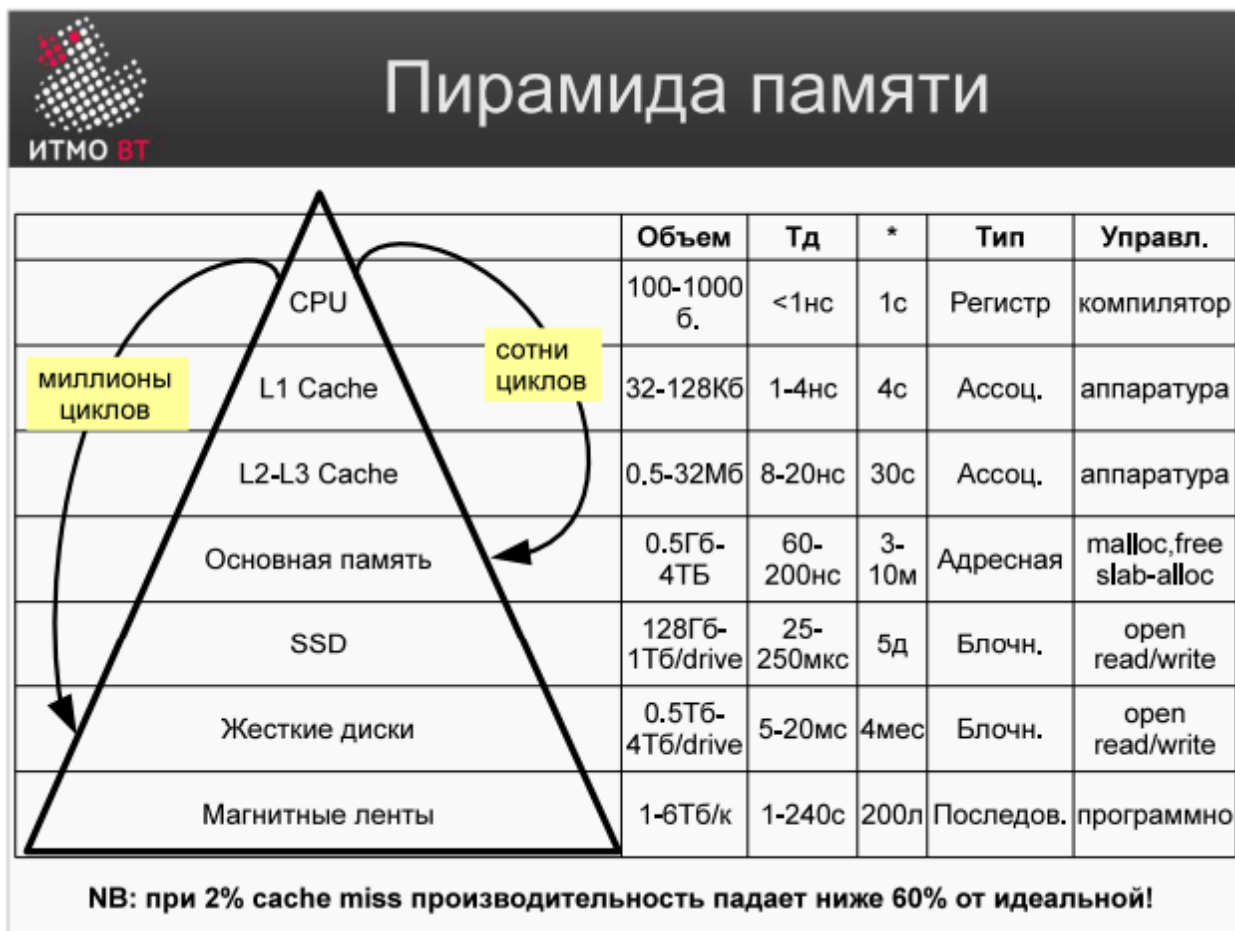 ИТМО ВТ
Пирамида памяти
Объем Тд * Тип Управл.
CPU 100-1000 б. <1нс 1с Регистр компилятор
миллионы циклов
сотни циклов
L1 Cache 32-128Кб 1-4нс 4с Ассоц. аппаратура
L2-L3 Cache 0.5-32Мб 8-20нс 30с Ассоц. аппаратура
Основная память 0.5Гб-4ТБ 60-200нс 3-10м Адресная malloc,free slab-alloc
SSD 128Гб-1Тб/drive 25-250мкс 5д Блочн. open read/write
Жесткие диски 0.5Тб-4Тб/drive 5-20мс 4мес Блочн. open read/write
Магнитные ленты 1-6Тб/к 1-240с 200л Последов. программно
NB: при 2% cache miss производительность падает ниже 60% от идеальной!